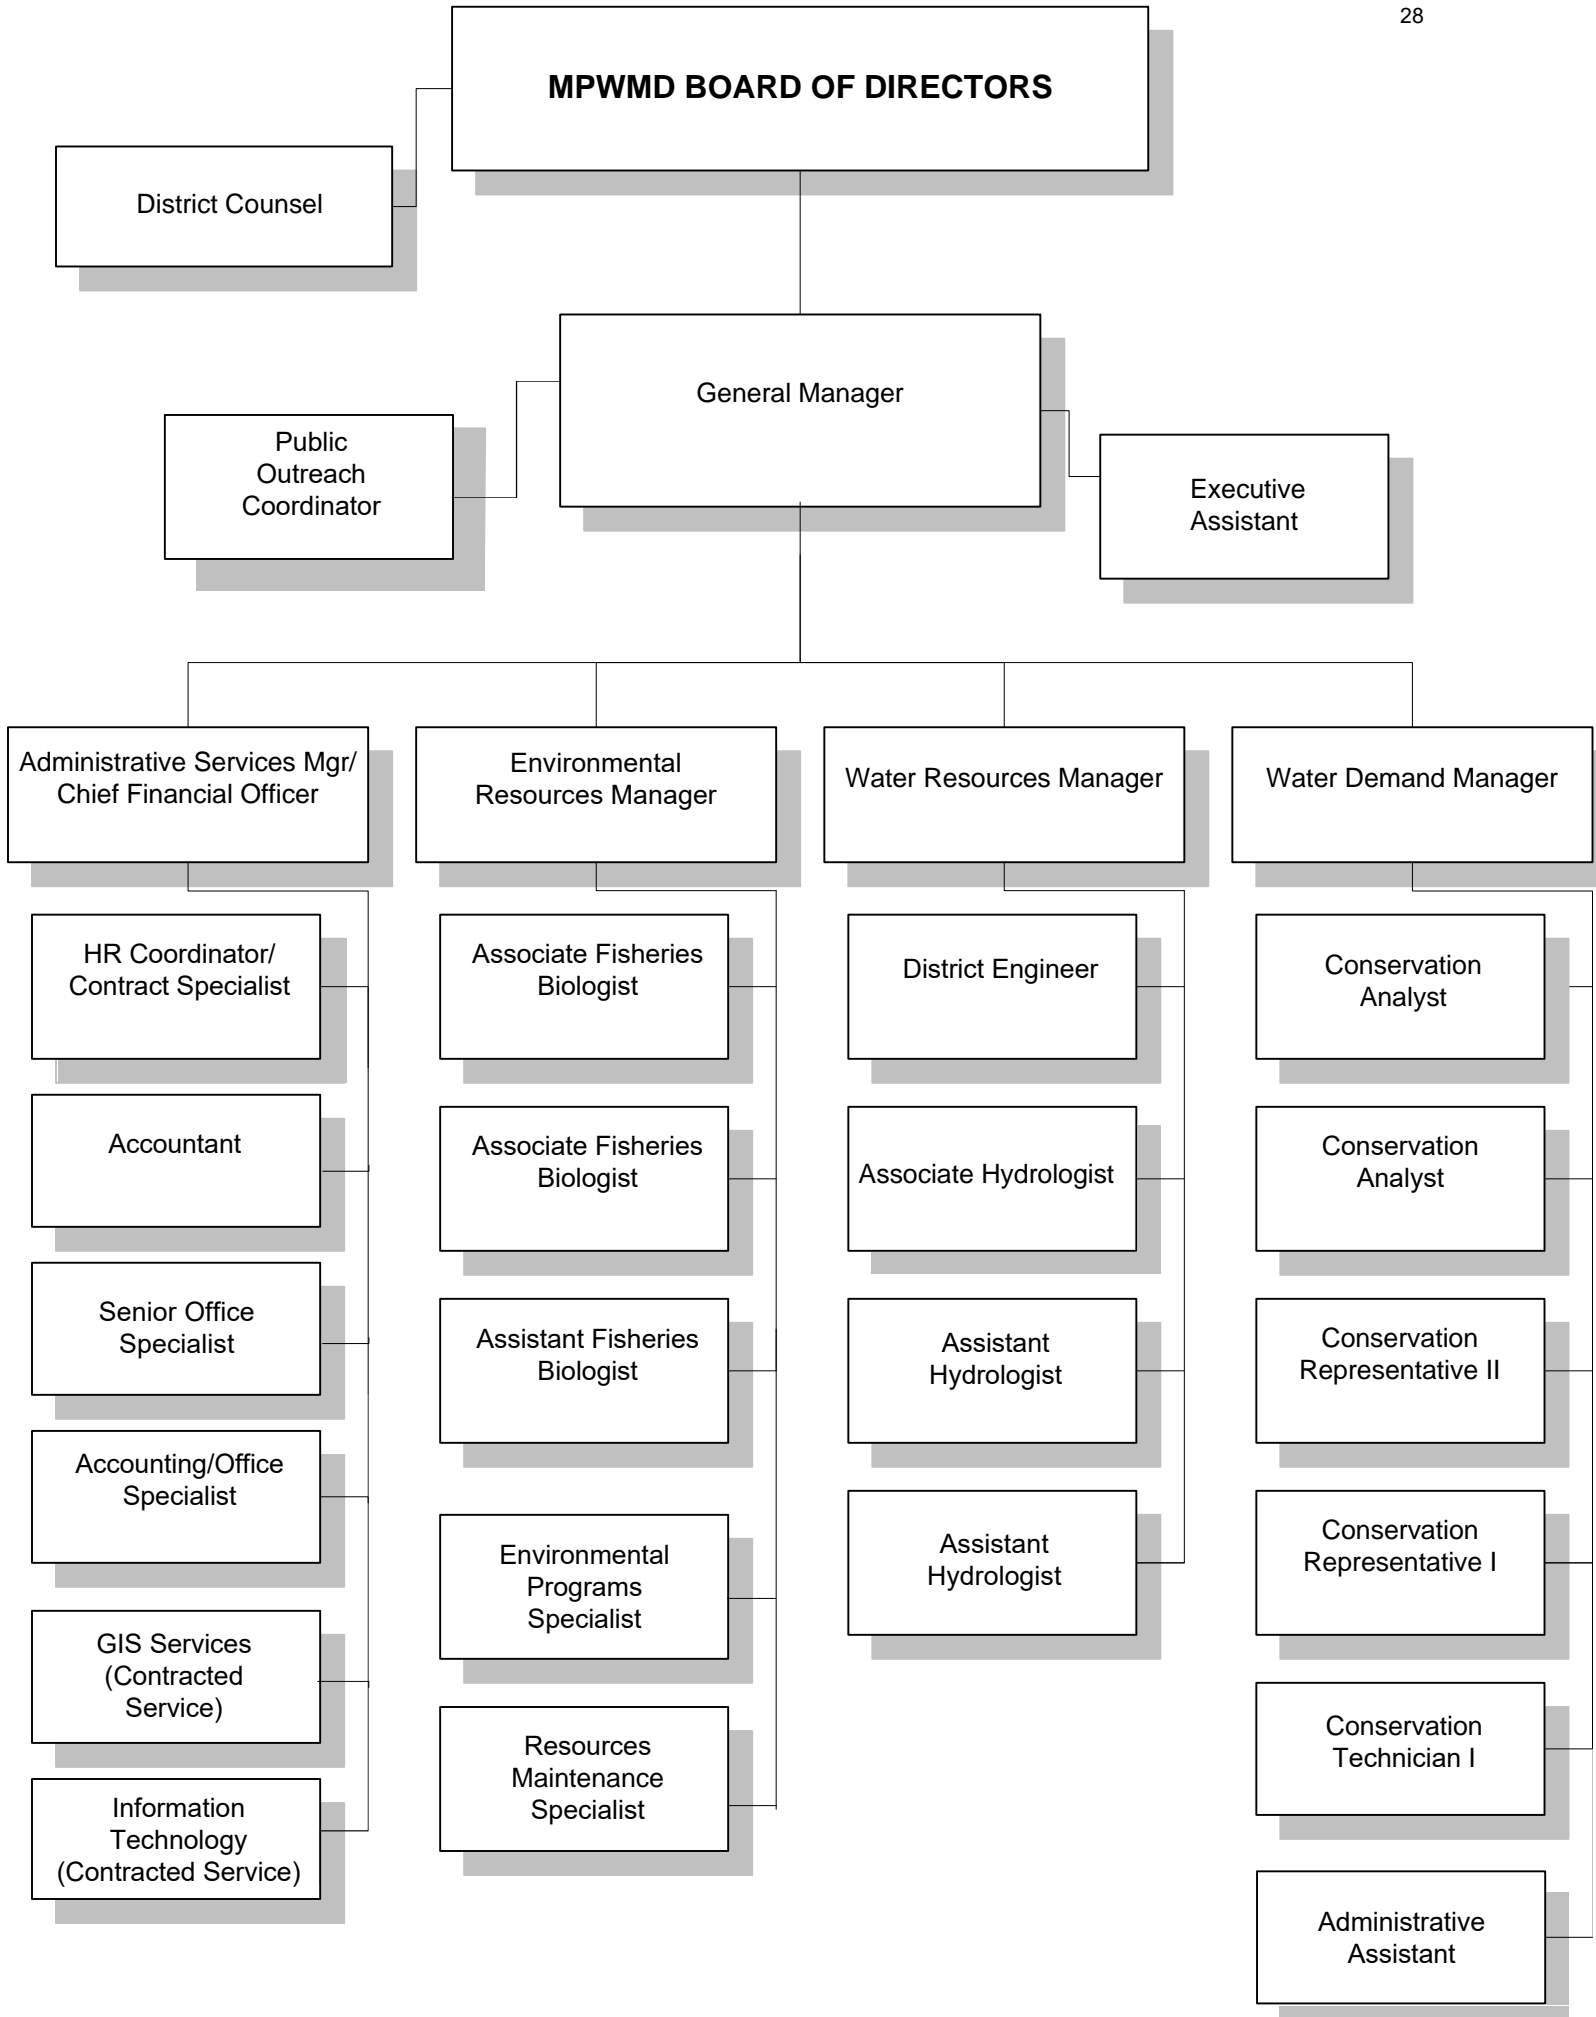 28
MPWMD BOARD OF DIRECTORS
District Counsel
General Manager
Public
Outreach
Coordinator
Executive
Assistant
Administrative Services Mgr/
Chief Financial Officer
Environmental
Resources Manager
Water Resources Manager
Water Demand Manager
HR Coordinator/
Contract Specialist
Accountant
Senior Office
Specialist
Accounting/Office
Specialist
GIS Services
(Contracted
Service)
Information
Technology
(Contracted Service)
Associate Fisheries
Biologist
Associate Fisheries
Biologist
Assistant Fisheries
Biologist
Environmental
Programs
Specialist
Resources
Maintenance
Specialist
District Engineer
Associate Hydrologist
Assistant
Hydrologist
Assistant
Hydrologist
Conservation
Analyst
Conservation
Analyst
Conservation
Representative II
Conservation
Representative I
Conservation
Technician I
Administrative
Assistant